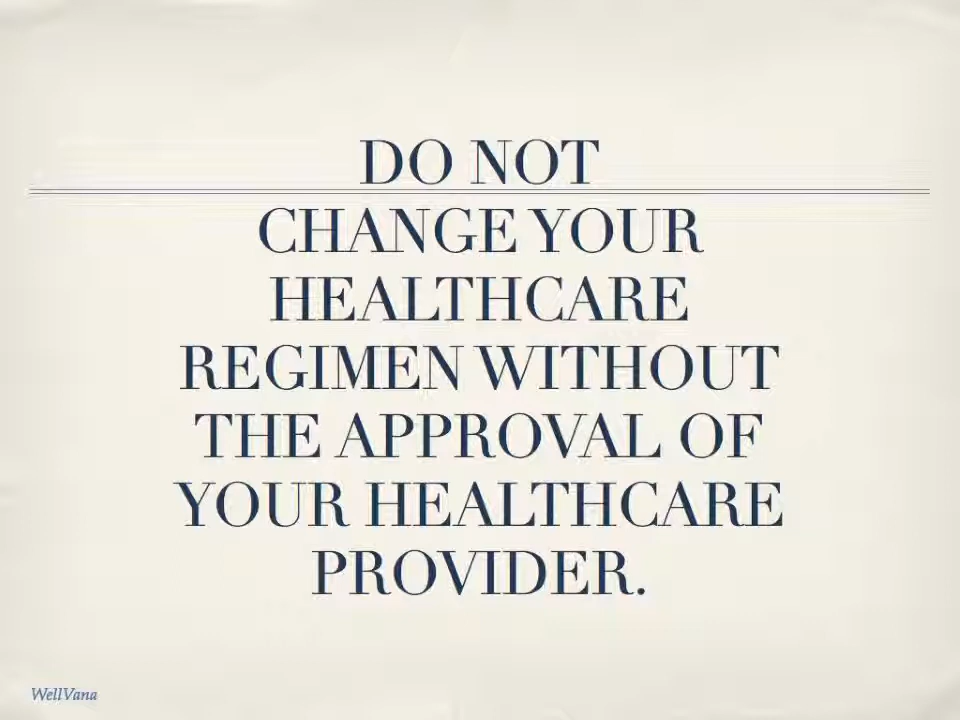 DO NOT
CHANGE YOUR
HEALTHCARE
REGIMEN WITHOUT
THE APPROVAL OF
YOUR HEALTHCARE
PROVIDER.
WellVana